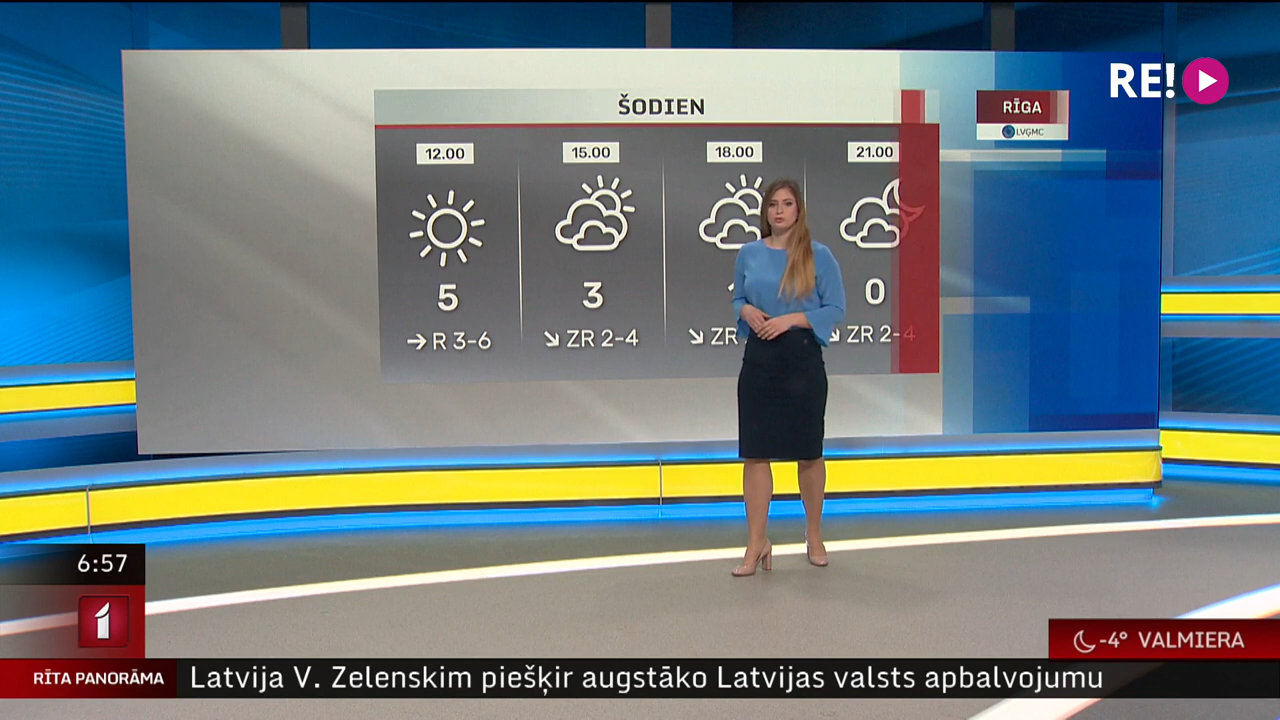 RE!
ŠODIEN
RĪGA
LVĢMC
12.00
15.00
18.00
21.00
5
3
0
R 3-6
ZR 2-4
ZR
ZR 2-4
6:57
1
-4° VALMIERA
RĪTA PANORĀMA
Latvija V. Zelenskim piešķir augstāko Latvijas valsts apbalvojumu